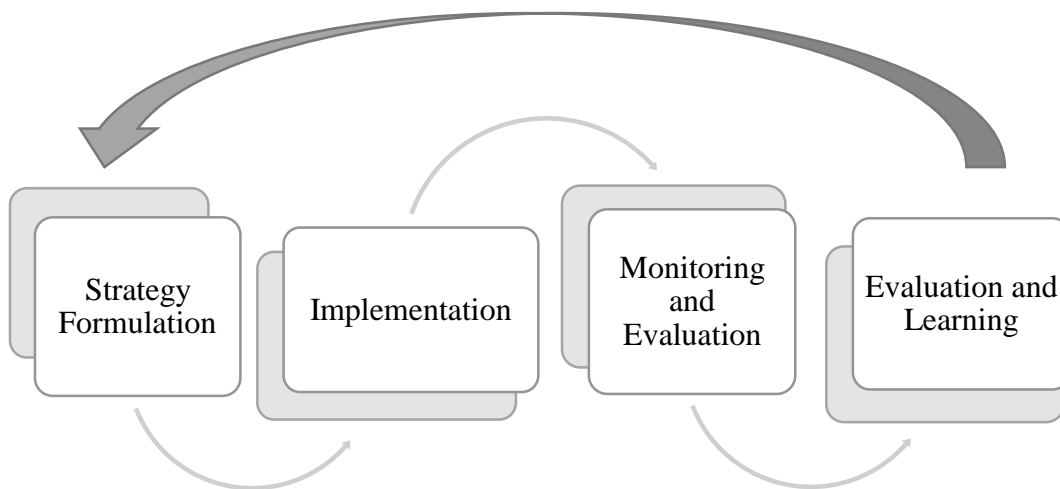 Strategy
Formulation
Implementation
Monitoring
and
Evaluation
Evaluation and
Learning